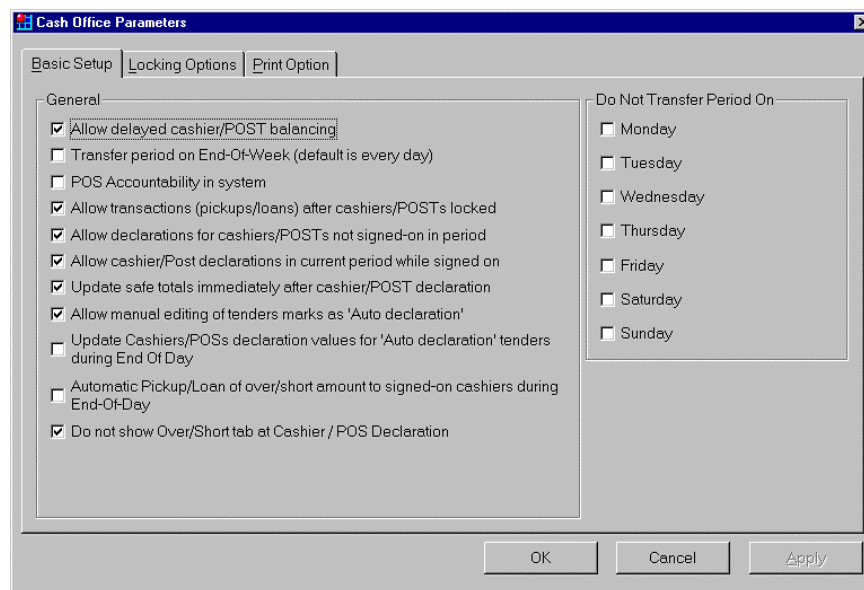 Cash Office Parameters
Basic Setup
Locking Options
Print Option
General
Allow delayed cashier/POST balancing
Transfer period on End-Of-Week (default is every day)
POS Accountability in system
Allow transactions (pickups/loans) after cashiers/POSTs locked
Allow declarations for cashiers/POSTs not signed-on in period
Allow cashier/Post declarations in current period while signed on
Update safe totals immediately after cashier/POST declaration
Allow manual editing of tenders marks as 'Auto declaration'
Update Cashiers/POSs declaration values for 'Auto declaration' tenders
during End Of Day
Automatic Pickup/Loan of over/short amount to signed-on cashiers during
End-Of-Day
Do not show Over/Short tab at Cashier / POS Declaration
Do Not Transfer Period On
Monday
Tuesday
Wednesday
Thursday
Friday
Saturday
Sunday
OK
Cancel
Apply